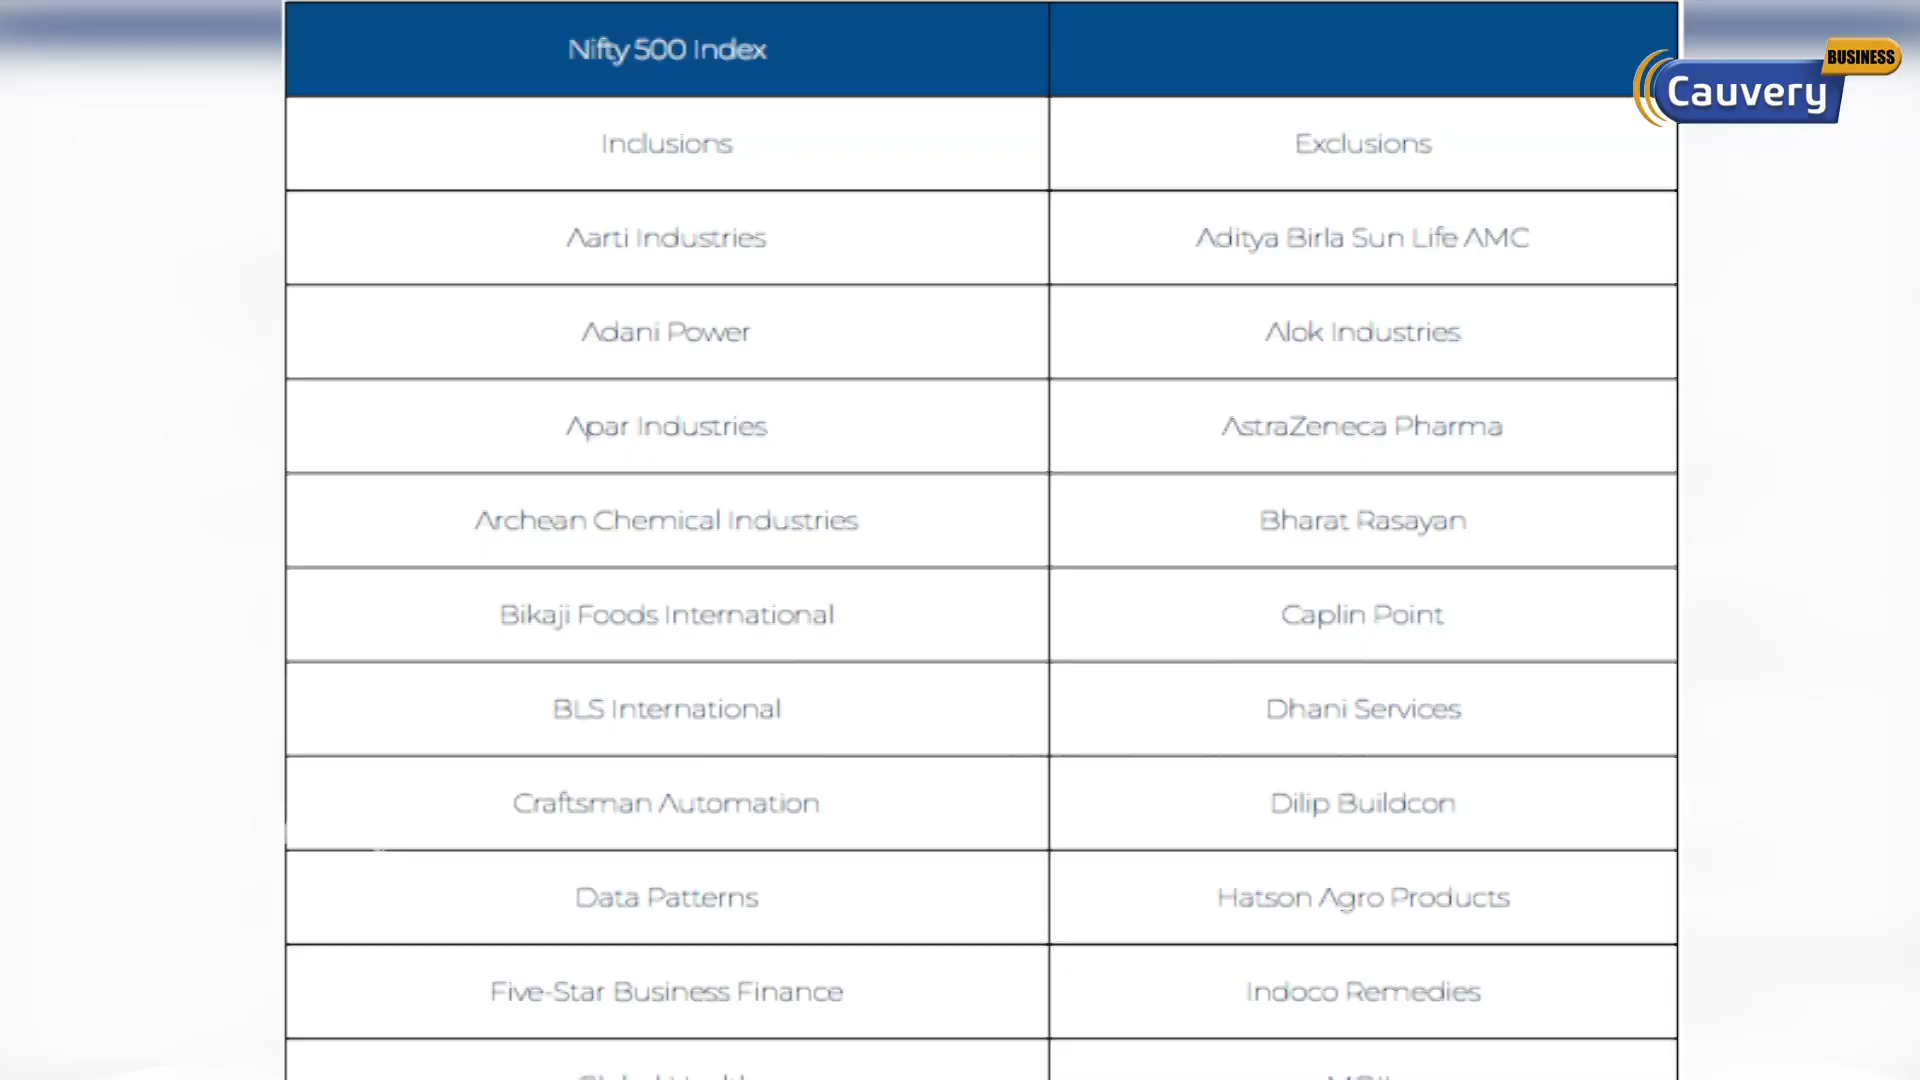 Nifty 500 Index
BUSINESS
Cauvery
Inclusions Exclusions
Aarti Industries Aditya Birla Sun Life AMC
Adani Power Alok Industries
Apar Industries AstraZeneca Pharma
Archean Chemical Industries Bharat Rasayan
Bikaji Foods International Caplin Point
BLS International Dhani Services
Craftsman Automation Dilip Buildcon
Data Patterns Hatson Agro Products
Five-Star Business Finance Indoco Remedies